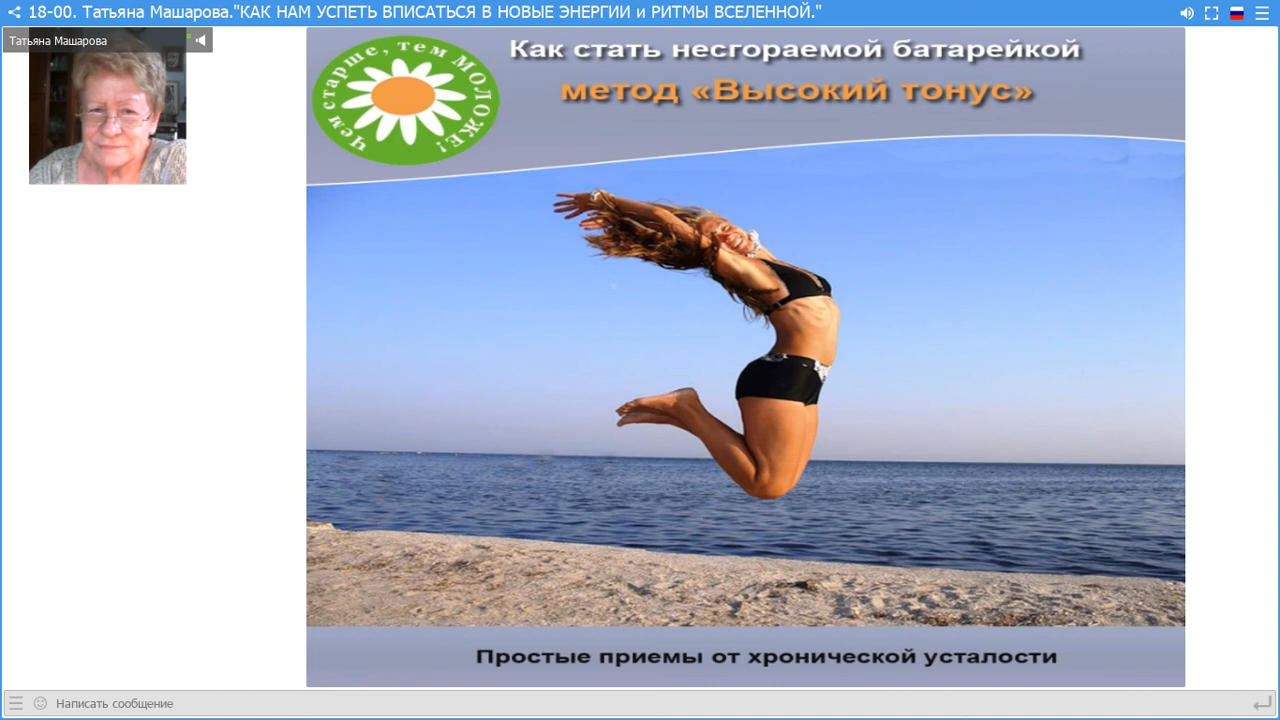 18-00. Татьяна Машарова."КАК НАМ УСПЕТЬ ВПИСАТЬСЯ В НОВЫЕ ЭНЕРГИИ и РИТМЫ ВСЕЛЕННОЙ."
Татьяна Машарова
Чем старше, тем МОЛОЖЕ!
Как стать несгораемой батарейкой
метод «Высокий тонус»
Простые приемы от хронической усталости
Написать сообщение